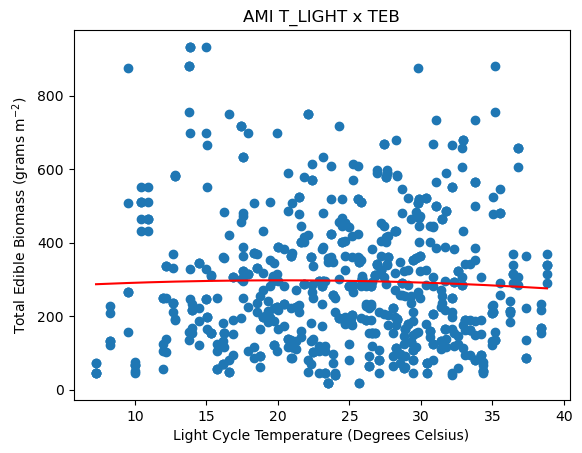 AMI T_LIGHT x TEB
Total Edible Biomass (grams m⁻²)
800
600
400
200
0
10 15 20 25 30 35 40
Light Cycle Temperature (Degrees Celsius)